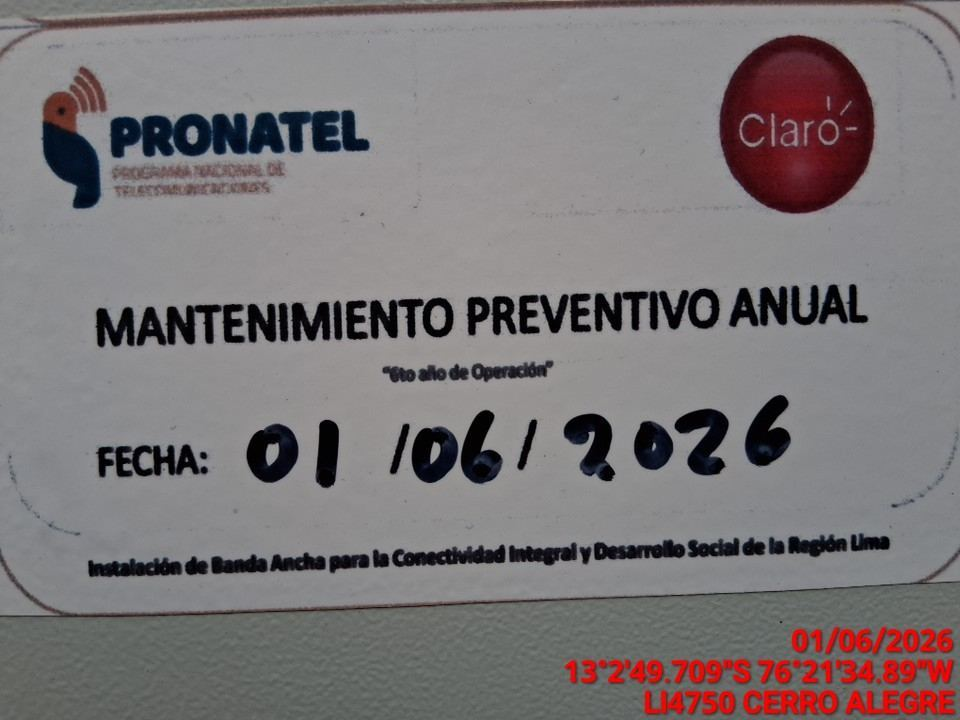 PRONATEL
PROGRAMA NACIONAL DE
TELECOMUNICACIONES
Claro
MANTENIMIENTO PREVENTIVO ANUAL
"6to año de Operación"
FECHA: 01/06/2026
Instalación de Banda Ancha para la Conectividad Integral y Desarrollo Social de la Región Lima
01/06/2026
13°2'49.709"S 76°21'34.89"W
LI4750 CERRO ALEGRE